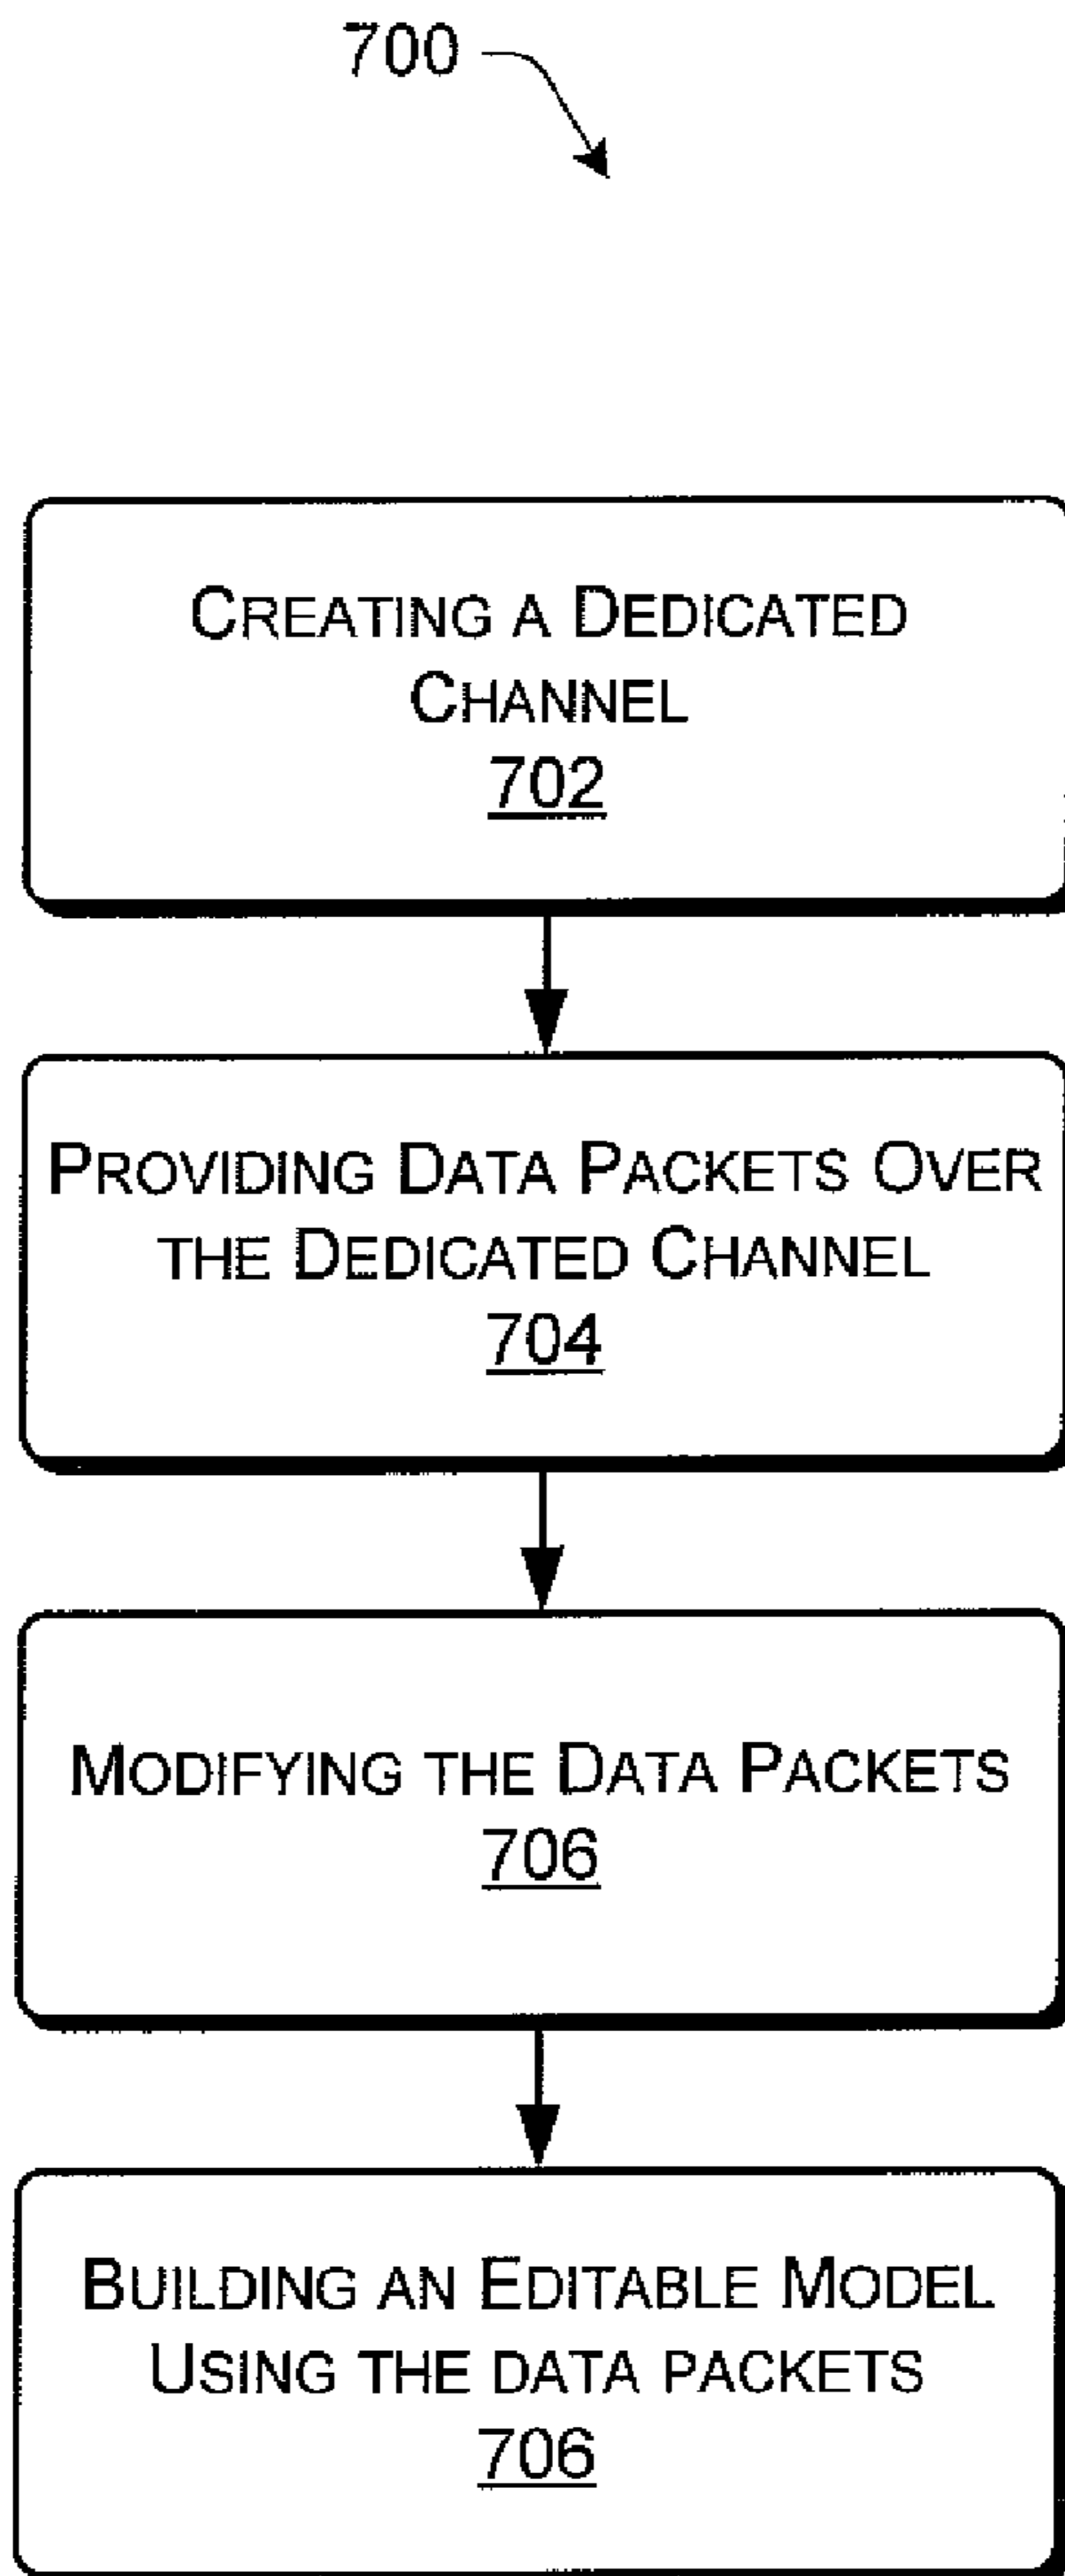 700
CREATING A DEDICATED
CHANNEL
702
PROVIDING DATA PACKETS OVER
THE DEDICATED CHANNEL
704
MODIFYING THE DATA PACKETS
706
BUILDING AN EDITABLE MODEL
USING THE DATA PACKETS
706